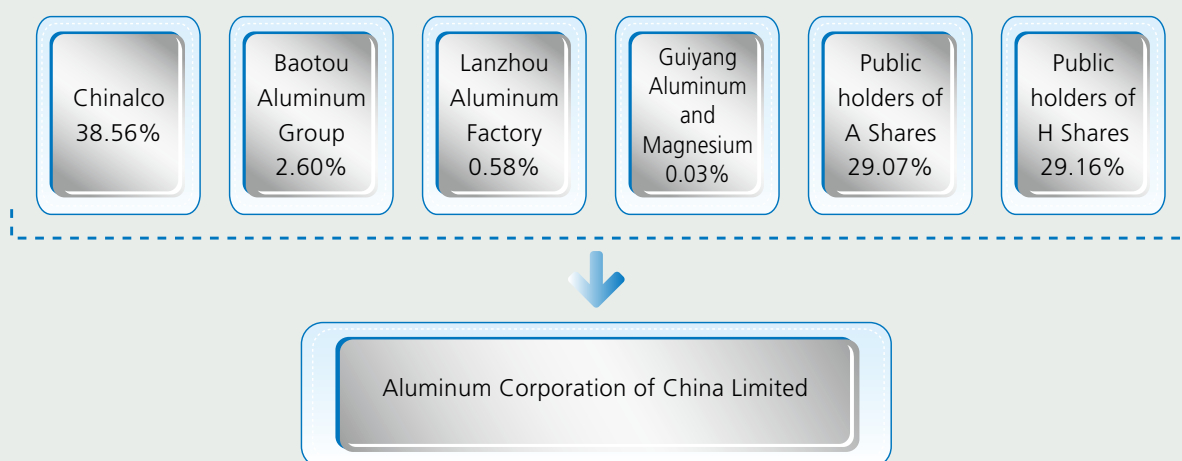 Chinalco
38.56%
Baotou
Aluminum
Group
2.60%
Lanzhou
Aluminum
Factory
0.58%
Guiyang
Aluminum
and
Magnesium
0.03%
Public
holders of
A Shares
29.07%
Public
holders of
H Shares
29.16%
Aluminum Corporation of China Limited